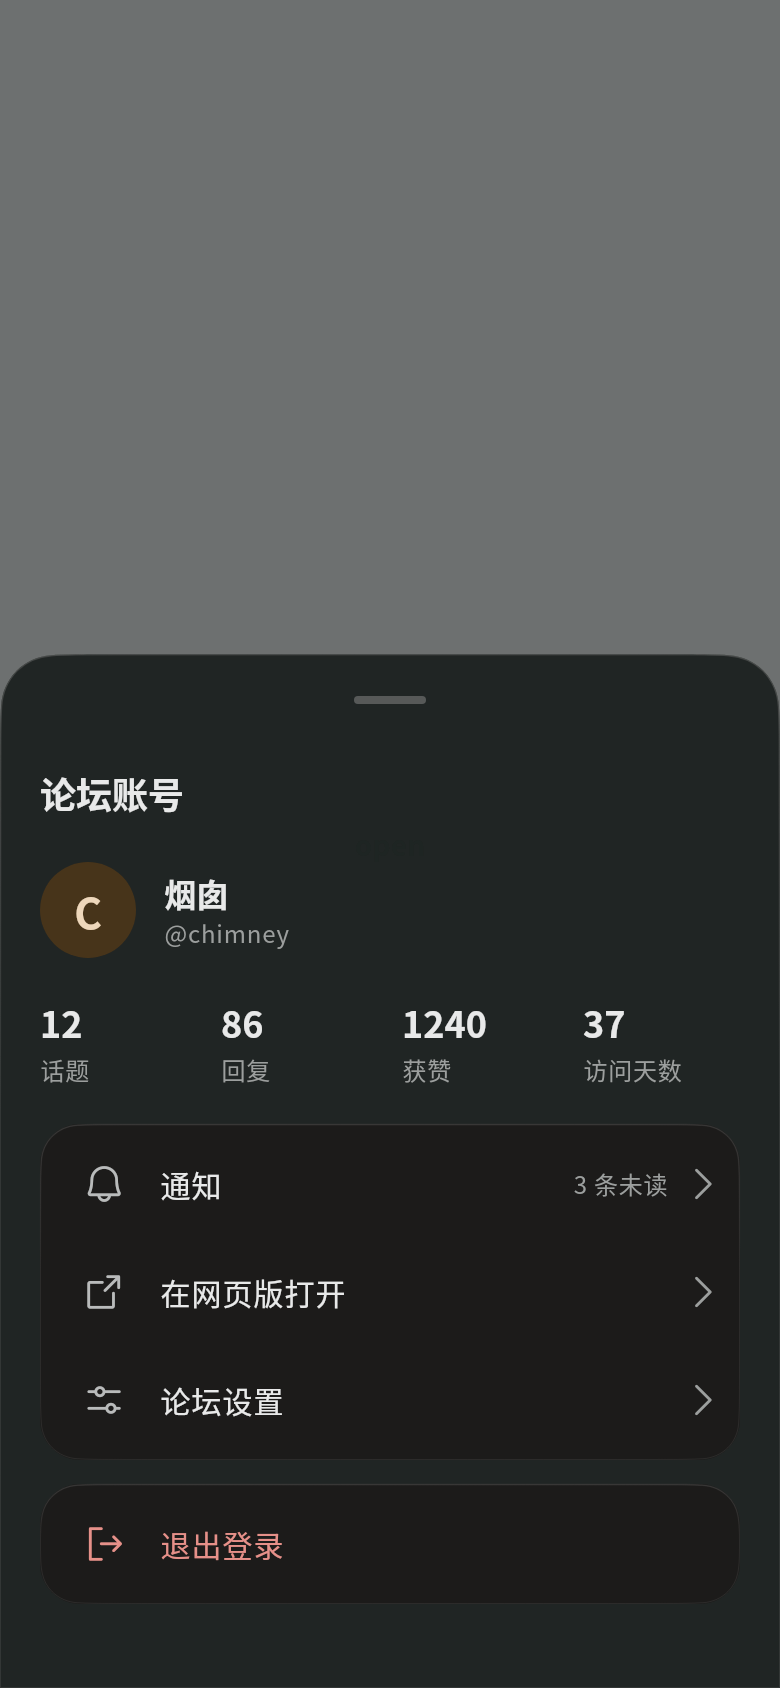 论坛账号
C
烟囱
@chimney
12 86 1240 37
话题 回复 获赞 访问天数
通知 3 条未读
在网页版打开
论坛设置
退出登录